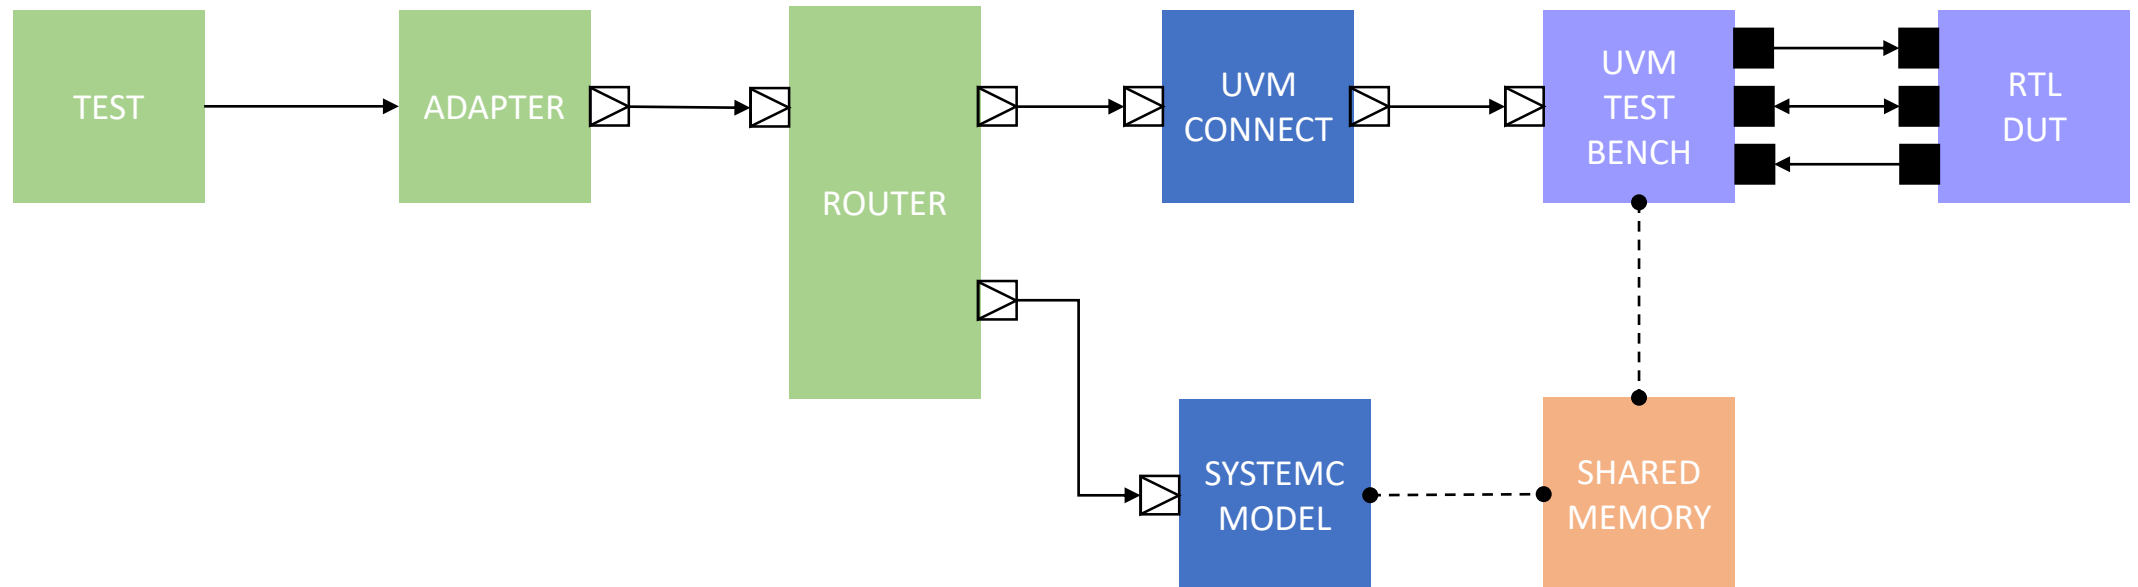 TEST
ADAPTER
ROUTER
UVM
CONNECT
UVM
TEST
BENCH
RTL
DUT
SYSTEMC
MODEL
SHARED
MEMORY